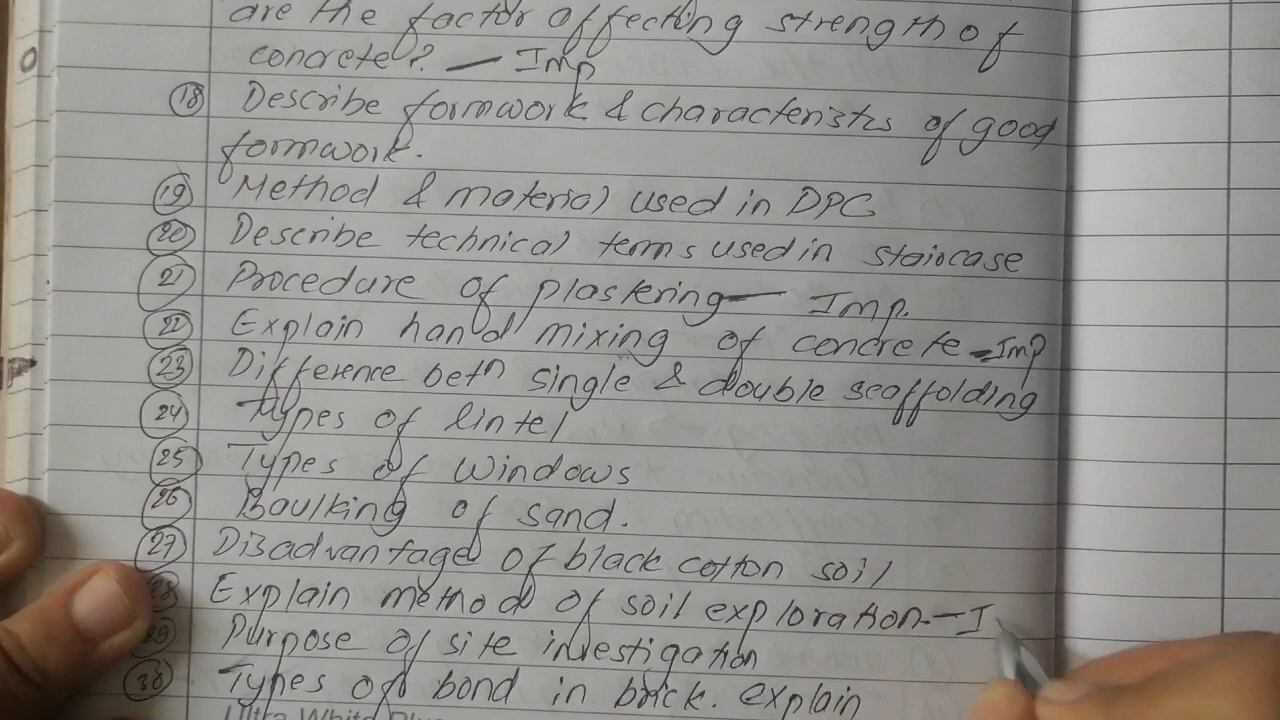 are the factor affecting strength of
concrete? — Imp
18 Describe formwork & characteristcs of good
formwork.
19 Method & material used in DPC
20 Describe technical terms used in staircase
21 Procedure of plastering — Imp.
22 Explain hand mixing of concrete - Imp
23 Difference betn single & double scaffolding
24 Types of lintel
25 Types of windows
26 Baulking of sand.
27 Disadvantages of black cotton soil
28 Explain method of soil exploration. — I
29 Purpose of site investigation
30 Types of bond in brick. explain